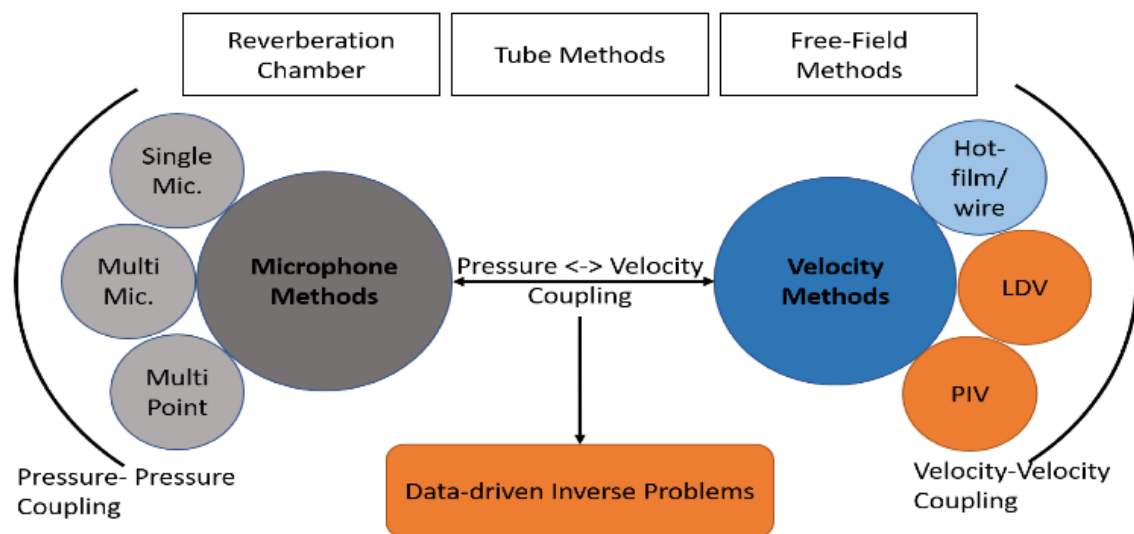 Reverberation
Chamber
Tube Methods
Free-Field
Methods
Single
Mic.
Multi
Mic.
Multi
Point
Microphone
Methods
Pressure <-> Velocity
Coupling
Velocity
Methods
Hot-
film/
wire
LDV
PIV
Pressure- Pressure
Coupling
Data-driven Inverse Problems
Velocity-Velocity
Coupling